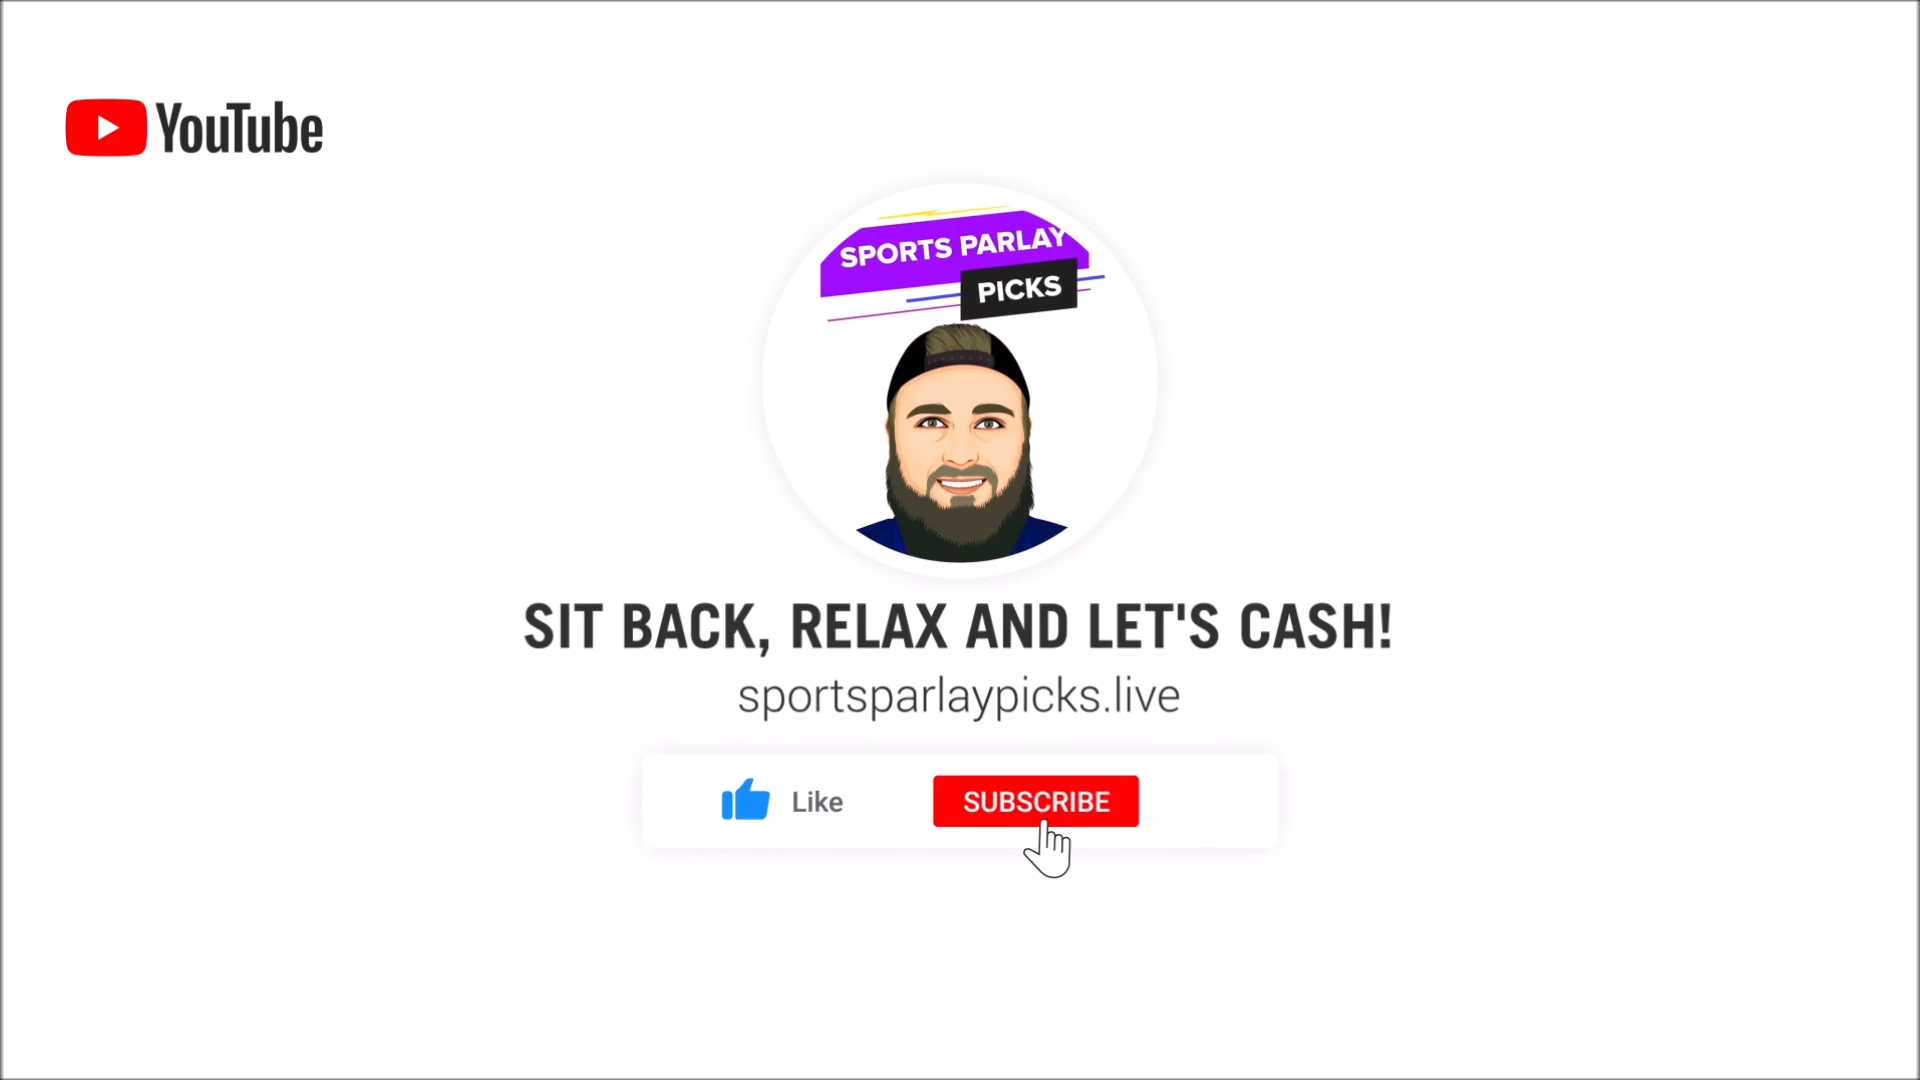 YouTube
SPORTS PARLAY
PICKS
SIT BACK, RELAX AND LET'S CASH!
sportsparlaypicks.live
Like
SUBSCRIBE